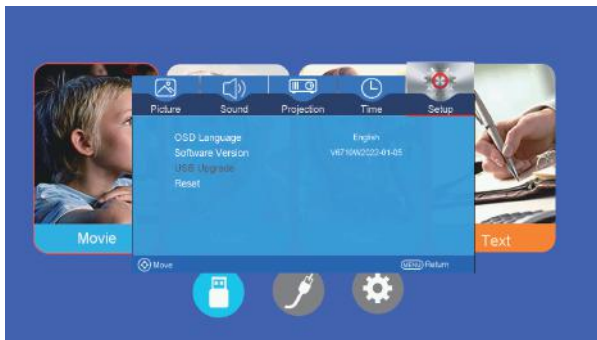 Picture Sound Projection Time Setup
OSD Language English
Software Version V6710W2022-01-05
USB Upgrade
Reset
Movie Text
Move MENU Return